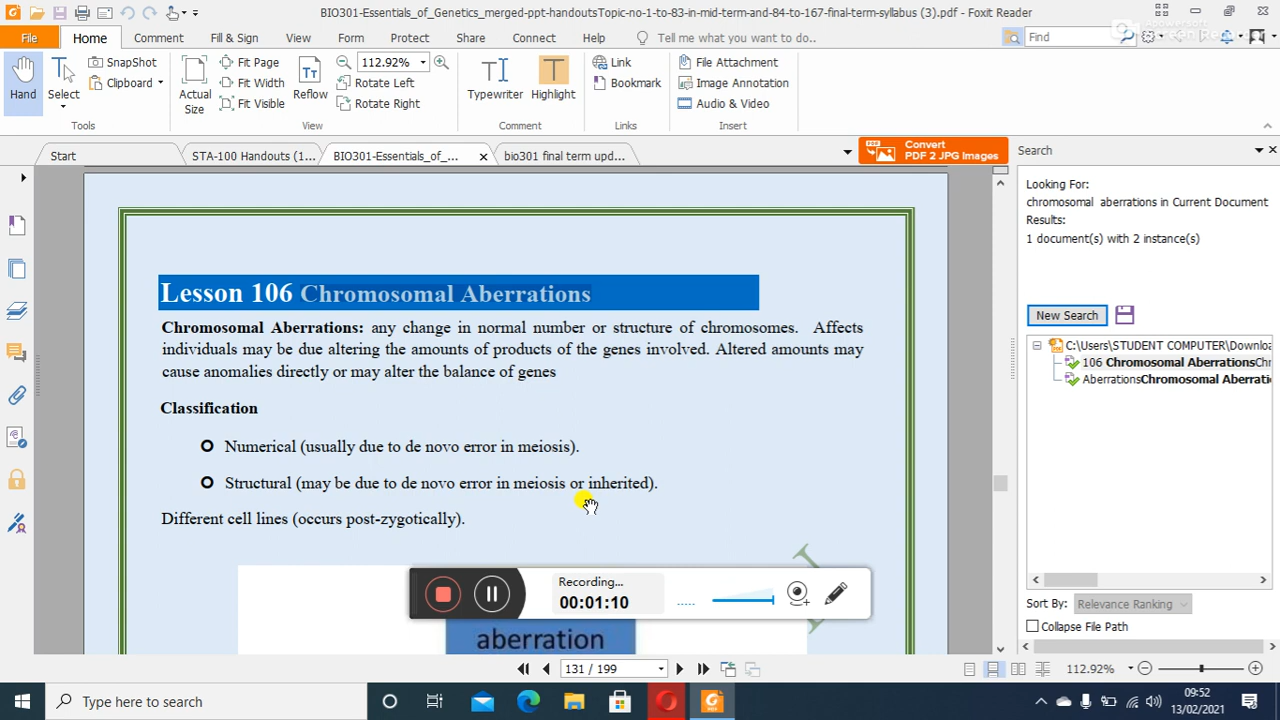 BIO301-Essentials_of_Genetics_merged-ppt-handoutsTopic-no-1-to-83-in-mid-term-and-84-to-167-final-term-syllabus (3).pdf - Foxit Reader
File
Home
Comment
Fill & Sign
View
Form
Protect
Share
Connect
Help
Tell me what you want to do..
Find
Hand
Select
SnapShot
Clipboard
Tools
Actual
Size
Fit Page
Fit Width
Fit Visible
Reflow
112.92%
Rotate Left
Rotate Right
View
Typewriter
Highlight
Comment
Link
Bookmark
Links
File Attachment
Image Annotation
Audio & Video
Insert
Start
STA-100 Handouts (1...
BIO301-Essentials_of_...
bio301 final term upd...
Convert
PDF 2 JPG Images
Search
Looking For:
chromosomal aberrations in Current Document
Results:
1 document(s) with 2 instance(s)
New Search
C:\Users\STUDENT COMPUTER\Downloa
106 Chromosomal AberrationsChr
AberrationsChromosomal Aberrati
Sort By: Relevance Ranking
Collapse File Path
Lesson 106 Chromosomal Aberrations
Chromosomal Aberrations: any change in normal number or structure of chromosomes. Affects
individuals may be due altering the amounts of products of the genes involved. Altered amounts may
cause anomalies directly or may alter the balance of genes
Classification
Numerical (usually due to de novo error in meiosis).
Structural (may be due to de novo error in meiosis or inherited).
Different cell lines (occurs post-zygotically).
Recording...
00:01:10
aberration
131 / 199
112.92%
Type here to search
09:52
13/02/2021